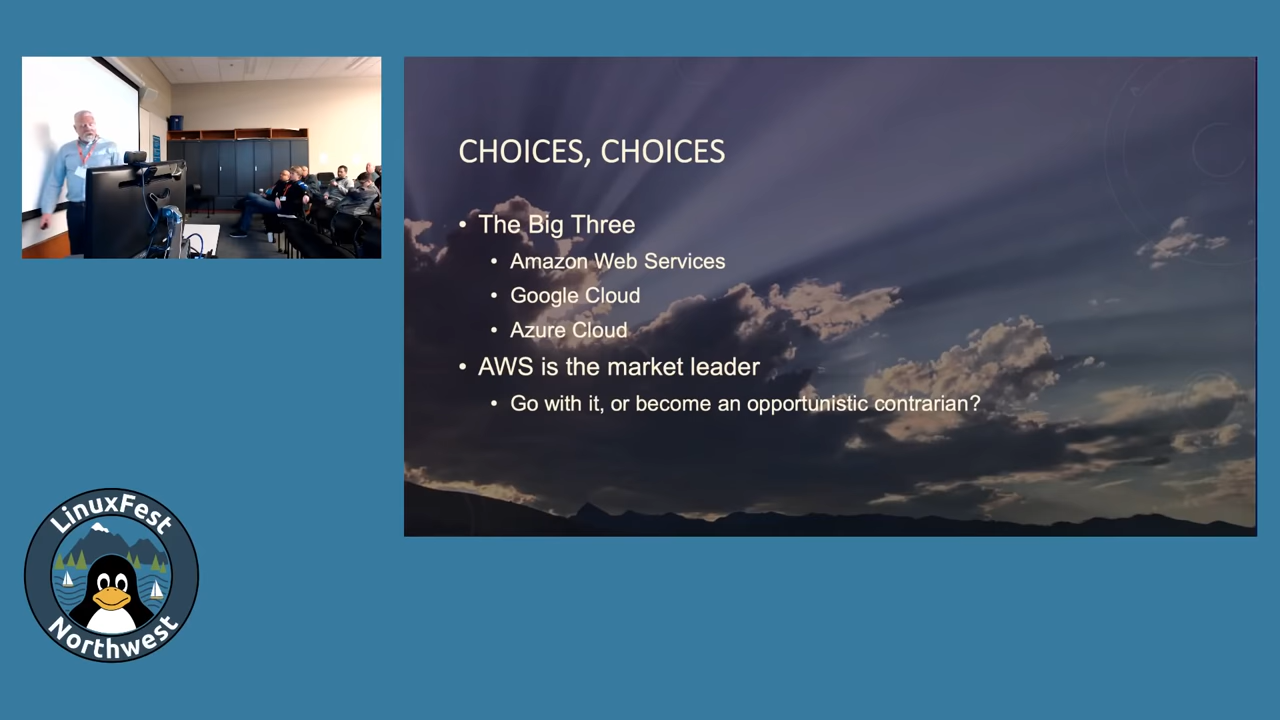 CHOICES, CHOICES
• The Big Three
• Amazon Web Services
• Google Cloud
• Azure Cloud
• AWS is the market leader
• Go with it, or become an opportunistic contrarian?
LinuxFest
Northwest